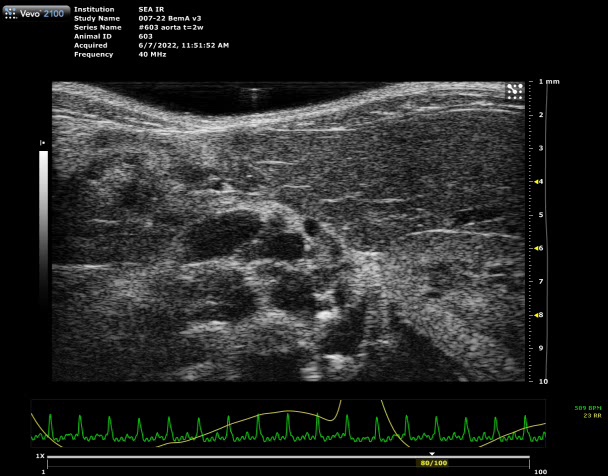 Vevo 2100
Institution SEA IR
Study Name 007-22 BemA v3
Series Name #603 aorta t=2w
Animal ID 603
Acquired 6/7/2022, 11:51:52 AM
Frequency 40 MHz
1 mm
2
3
4
5
6
7
8
9
10
509 BPM
23 RR
1X
80/100
1
100